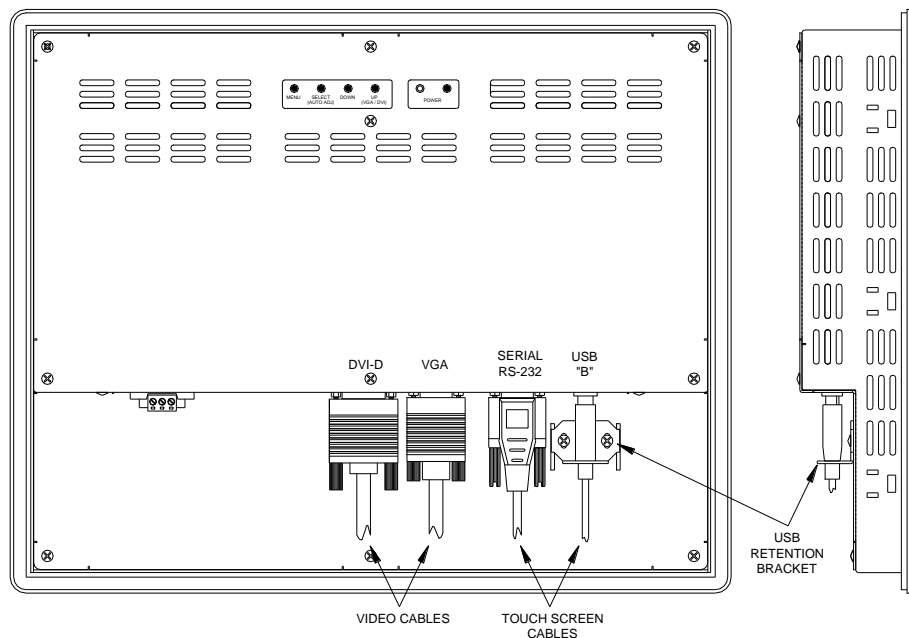 MENU
SELECT
(AUTO ADJ)
DOWN
UP
(VGA / DVI)
POWER
DVI-D
VGA
SERIAL
RS-232
USB
"B"
USB
RETENTION
BRACKET
VIDEO CABLES
TOUCH SCREEN
CABLES